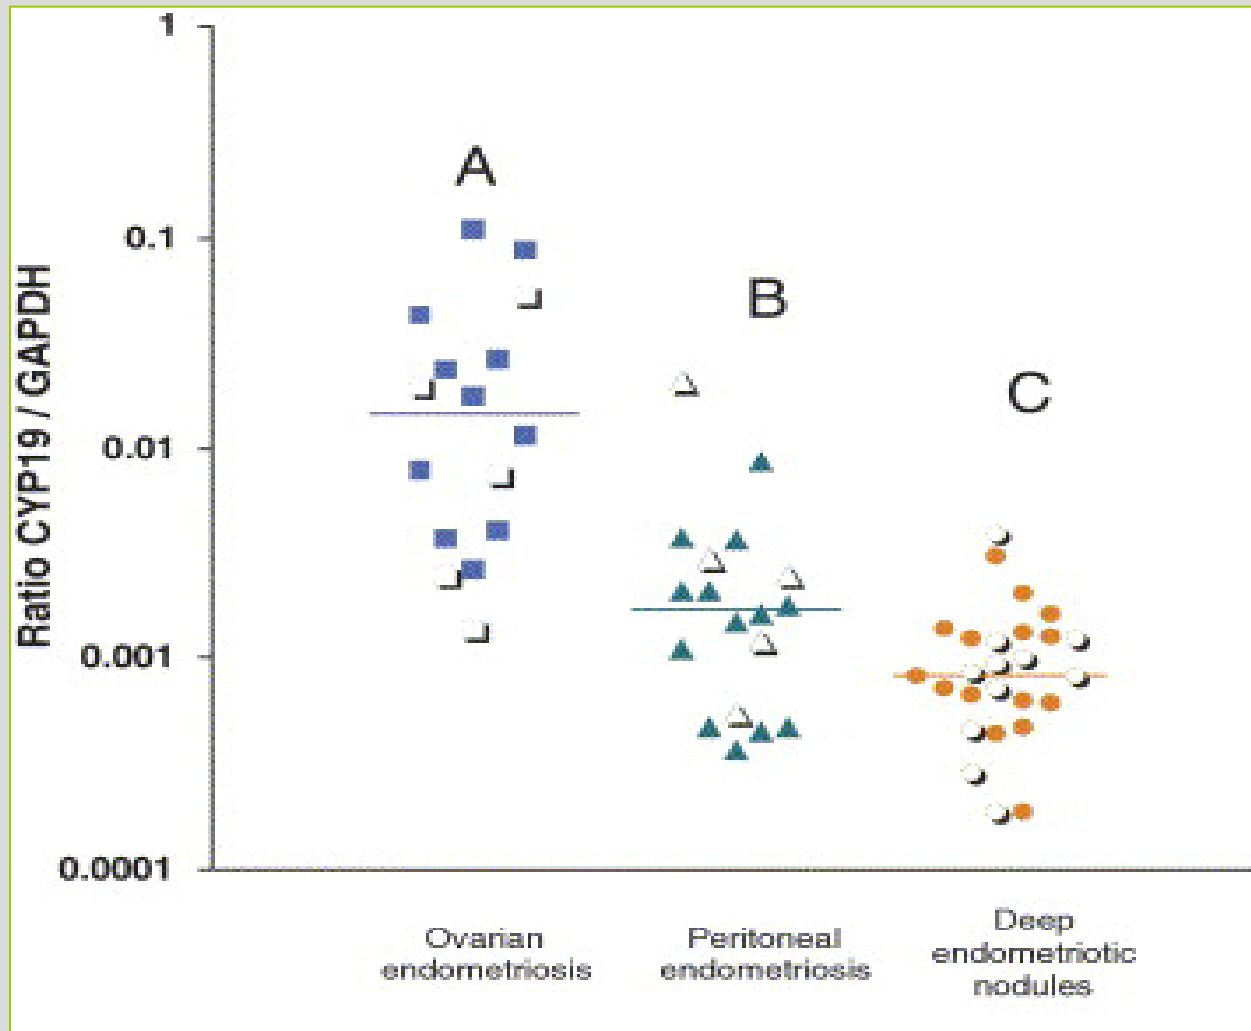 1
0.1
0.01
0.001
0.0001
Ratio CYP19 / GAPDH
A
B
C
Ovarian
endometriosis
Peritoneal
endometriosis
Deep
endometriotic
nodules